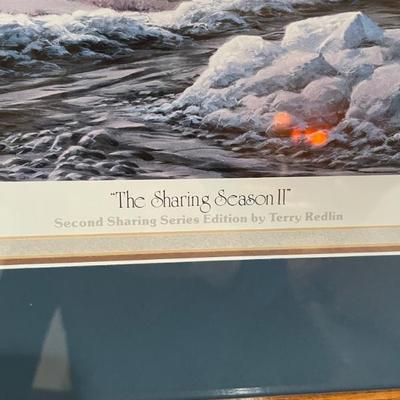 "The Sharing Season II"
Second Sharing Series Edition by Terry Redlin